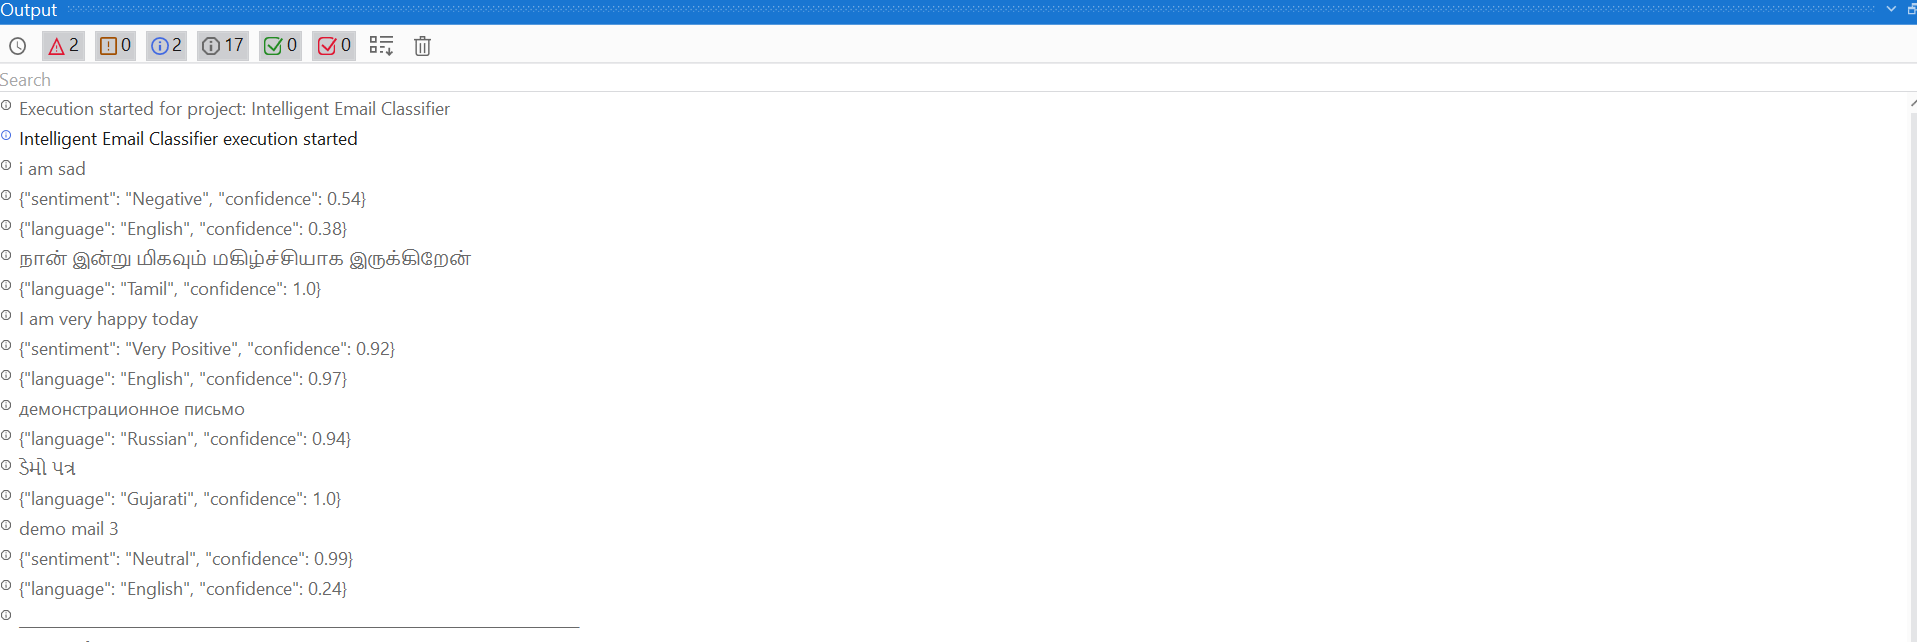 Output
2 0 2 17 0 0
Search
Execution started for project: Intelligent Email Classifier
Intelligent Email Classifier execution started
i am sad
{"sentiment": "Negative", "confidence": 0.54}
{"language": "English", "confidence": 0.38}
நான் இன்று மிகவும் மகிழ்ச்சியாக இருக்கிறேன்
{"language": "Tamil", "confidence": 1.0}
I am very happy today
{"sentiment": "Very Positive", "confidence": 0.92}
{"language": "English", "confidence": 0.97}
демонстрационное письмо
{"language": "Russian", "confidence": 0.94}
ડેમો પત્ર
{"language": "Gujarati", "confidence": 1.0}
demo mail 3
{"sentiment": "Neutral", "confidence": 0.99}
{"language": "English", "confidence": 0.24}